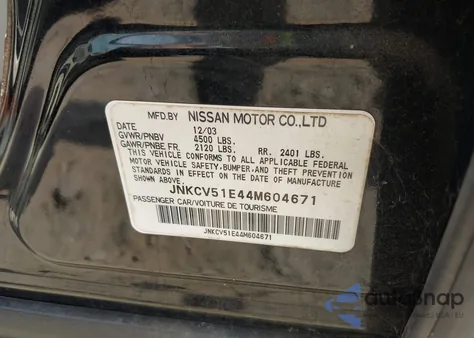 MFD.BY NISSAN MOTOR CO.,LTD
DATE 12/03
GVWR/PNBV 4500 LBS.
GAWR/PNBE FR. 2120 LBS. RR. 2401 LBS.
THIS VEHICLE CONFORMS TO ALL APPLICABLE FEDERAL
MOTOR VEHICLE SAFETY, BUMPER, AND THEFT PREVENTION
STANDARDS IN EFFECT ON THE DATE OF MANUFACTURE
SHOWN ABOVE.
JNKCV51E44M604671
PASSENGER CAR/VOITURE DE TOURISME
JNKCV51E44M604671
autosnap